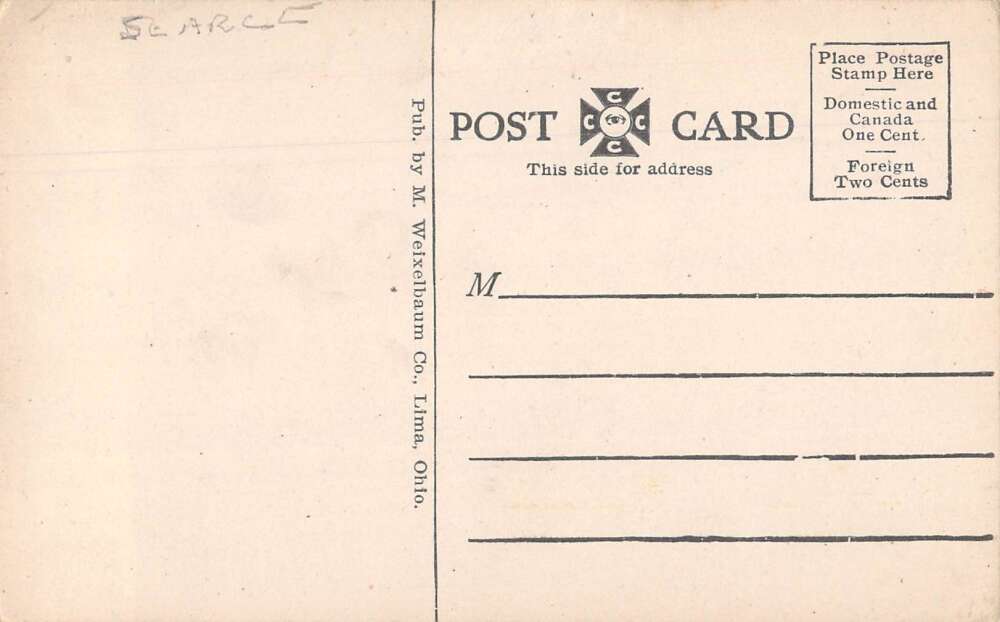 SEARCE
Pub. by M. Weixelbaum Co., Lima, Ohio.
POST CARD
C
C C
C
This side for address
Place Postage
Stamp Here
Domestic and
Canada
One Cent.
Foreign
Two Cents
M